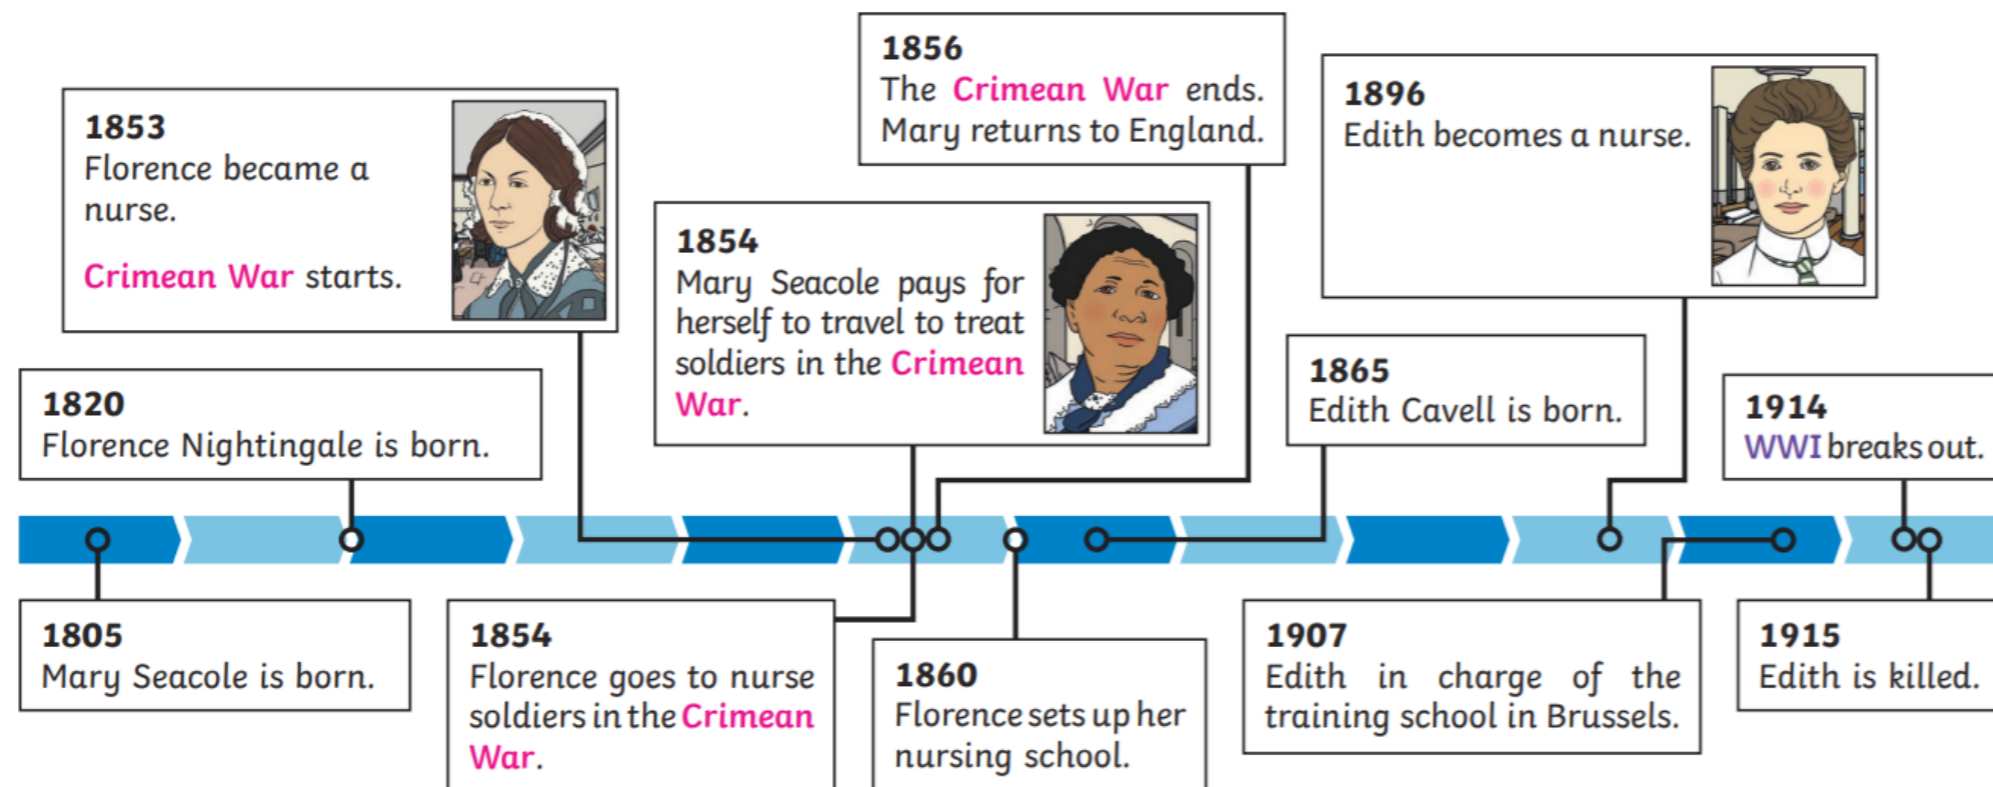 1856
The Crimean War ends.
Mary returns to England.
1896
Edith becomes a nurse.
1853
Florence became a
nurse.
Crimean War starts.
1854
Mary Seacole pays for
herself to travel to treat
soldiers in the Crimean
War.
1865
Edith Cavell is born.
1820
Florence Nightingale is born.
1914
WWI breaks out.
1805
Mary Seacole is born.
1854
Florence goes to nurse
soldiers in the Crimean
War.
1860
Florence sets up her
nursing school.
1907
Edith in charge of the
training school in Brussels.
1915
Edith is killed.